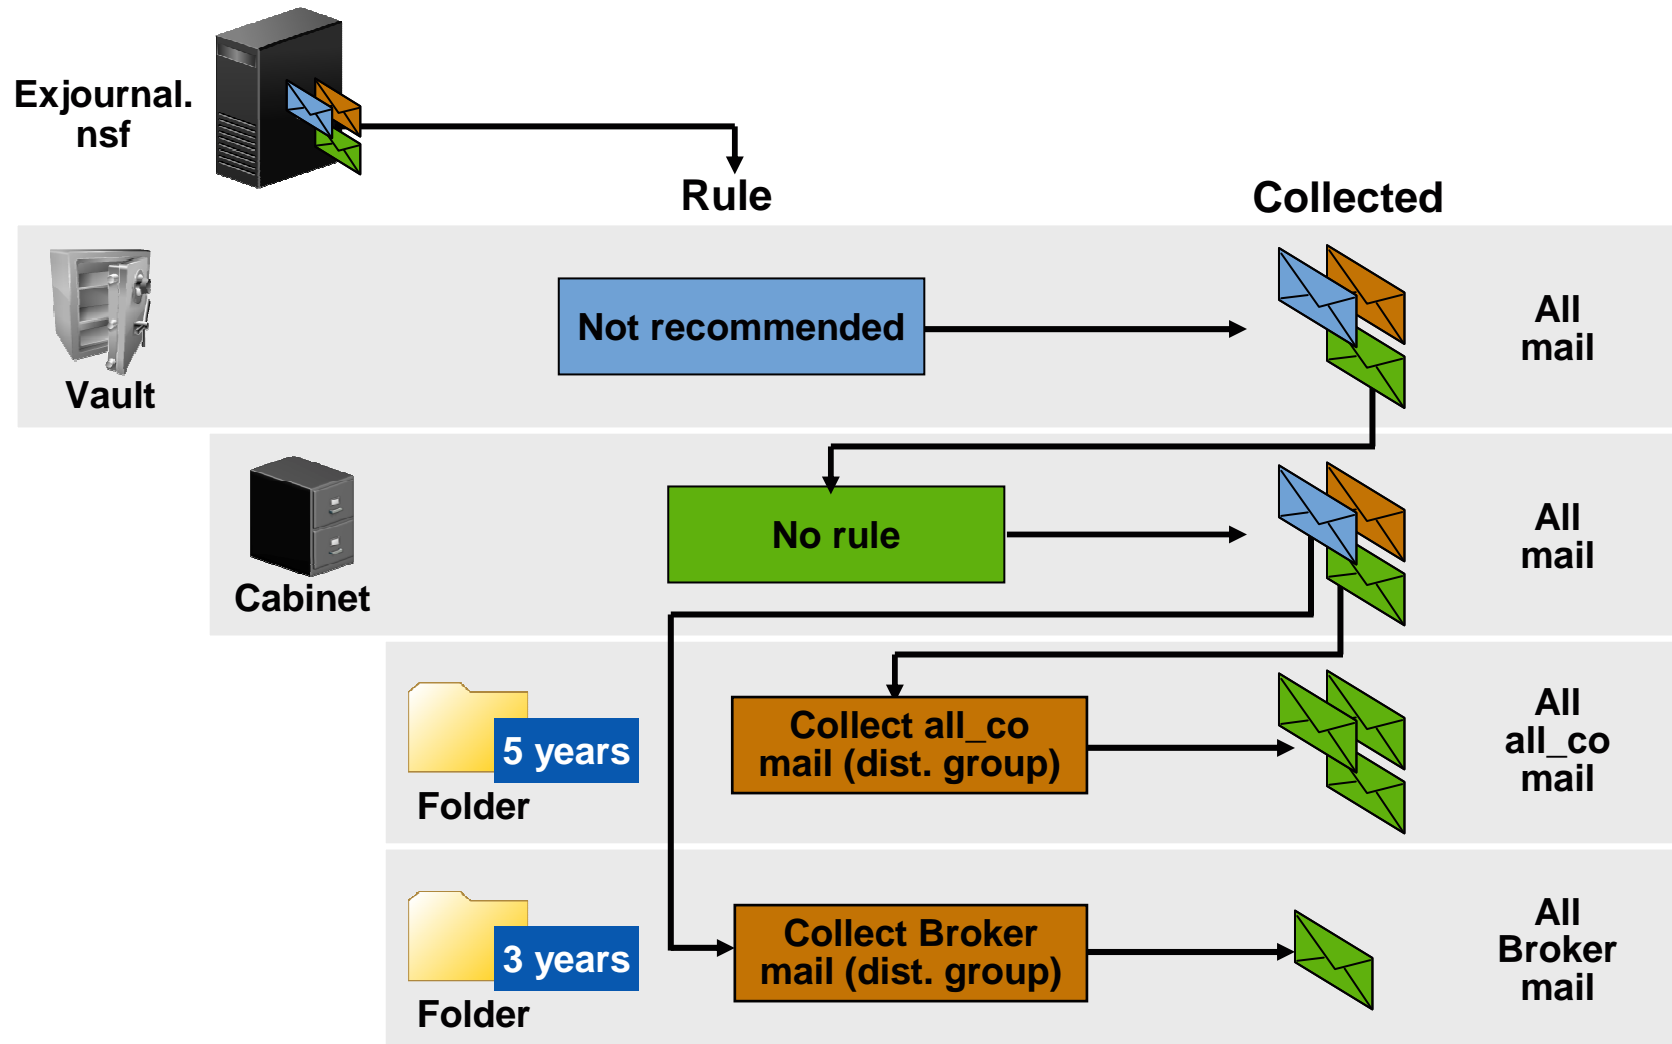 Exjournal.
nsf
Rule
Collected
Vault
Not recommended
All
mail
Cabinet
No rule
All
mail
5 years
Folder
Collect all_co
mail (dist. group)
All
all_co
mail
3 years
Folder
Collect Broker
mail (dist. group)
All
Broker
mail